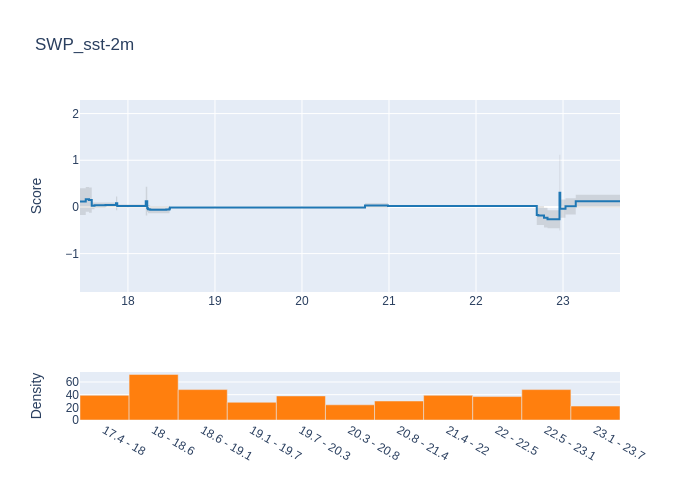 SWP_sst-2m
Score
2
1
0
−1
18
19
20
21
22
23
Density
60
40
20
0
17.4 - 18
18 - 18.6
18.6 - 19.1
19.1 - 19.7
19.7 - 20.3
20.3 - 20.8
20.8 - 21.4
21.4 - 22
22 - 22.5
22.5 - 23.1
23.1 - 23.7